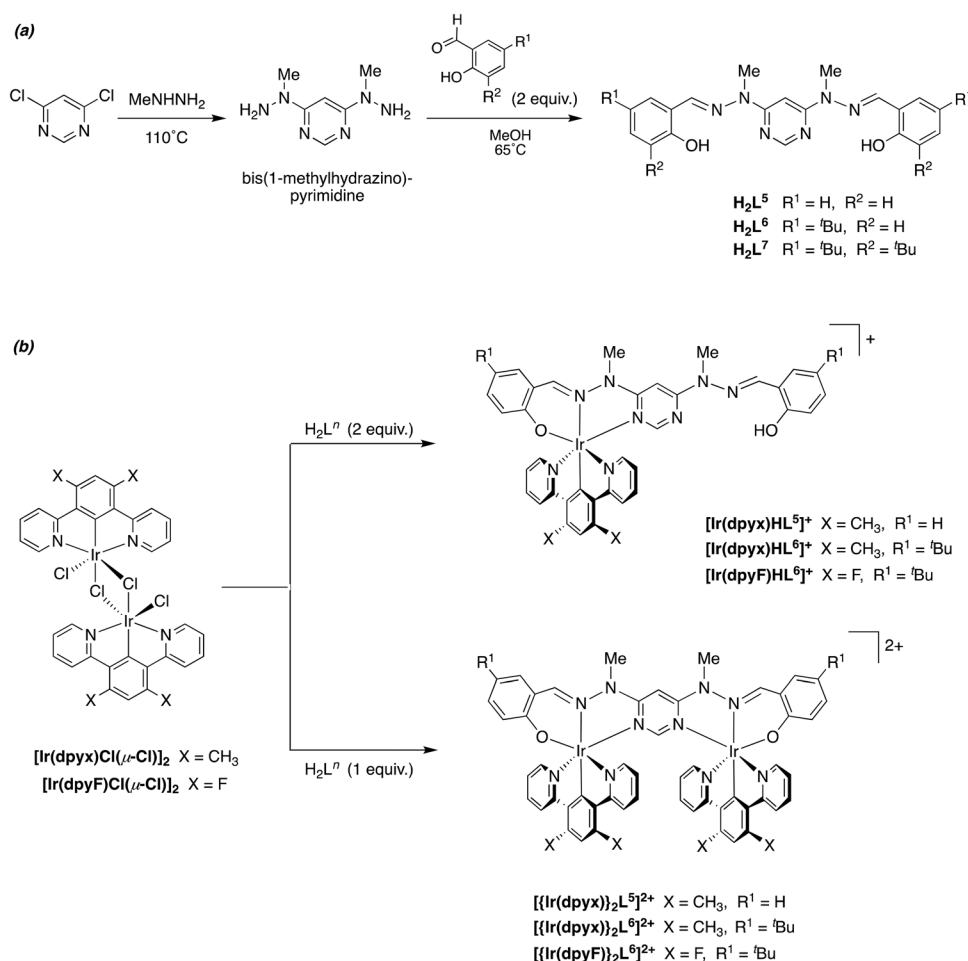 (a)
Cl
Cl
N
N
MeNHNH₂
110˚C
Me
Me
H₂N
N
N
NH₂
N
N
bis(1-methylhydrazino)-
pyrimidine
H
O
R¹
HO
R²
(2 equiv.)
MeOH
65˚C
Me
Me
R¹
N
N
N
N
R¹
N
N
OH
HO
R²
R²
H₂L⁵ R¹ = H, R² = H
H₂L⁶ R¹ = ᵗBu, R² = H
H₂L⁷ R¹ = ᵗBu, R² = ᵗBu
(b)
X
X
N
N
Ir
Cl
Cl
Cl
Cl
Ir
N
N
X
X
[Ir(dpyx)Cl(μ-Cl)]₂ X = CH₃
[Ir(dpyF)Cl(μ-Cl)]₂ X = F
H₂Lⁿ (2 equiv.)
H₂Lⁿ (1 equiv.)
+
R¹
Me
Me
R¹
N
N
N
N
N
N
O
Ir
HO
N
N
X
X
[Ir(dpyx)HL⁵]⁺ X = CH₃, R¹ = H
[Ir(dpyx)HL⁶]⁺ X = CH₃, R¹ = ᵗBu
[Ir(dpyF)HL⁶]⁺ X = F, R¹ = ᵗBu
2+
R¹
Me
Me
R¹
N
N
N
N
N
N
O
Ir
Ir
O
N
N
N
N
X
X
X
X
[{Ir(dpyx)}₂L⁵]²⁺ X = CH₃, R¹ = H
[{Ir(dpyx)}₂L⁶]²⁺ X = CH₃, R¹ = ᵗBu
[{Ir(dpyF)}₂L⁶]²⁺ X = F, R¹ = ᵗBu